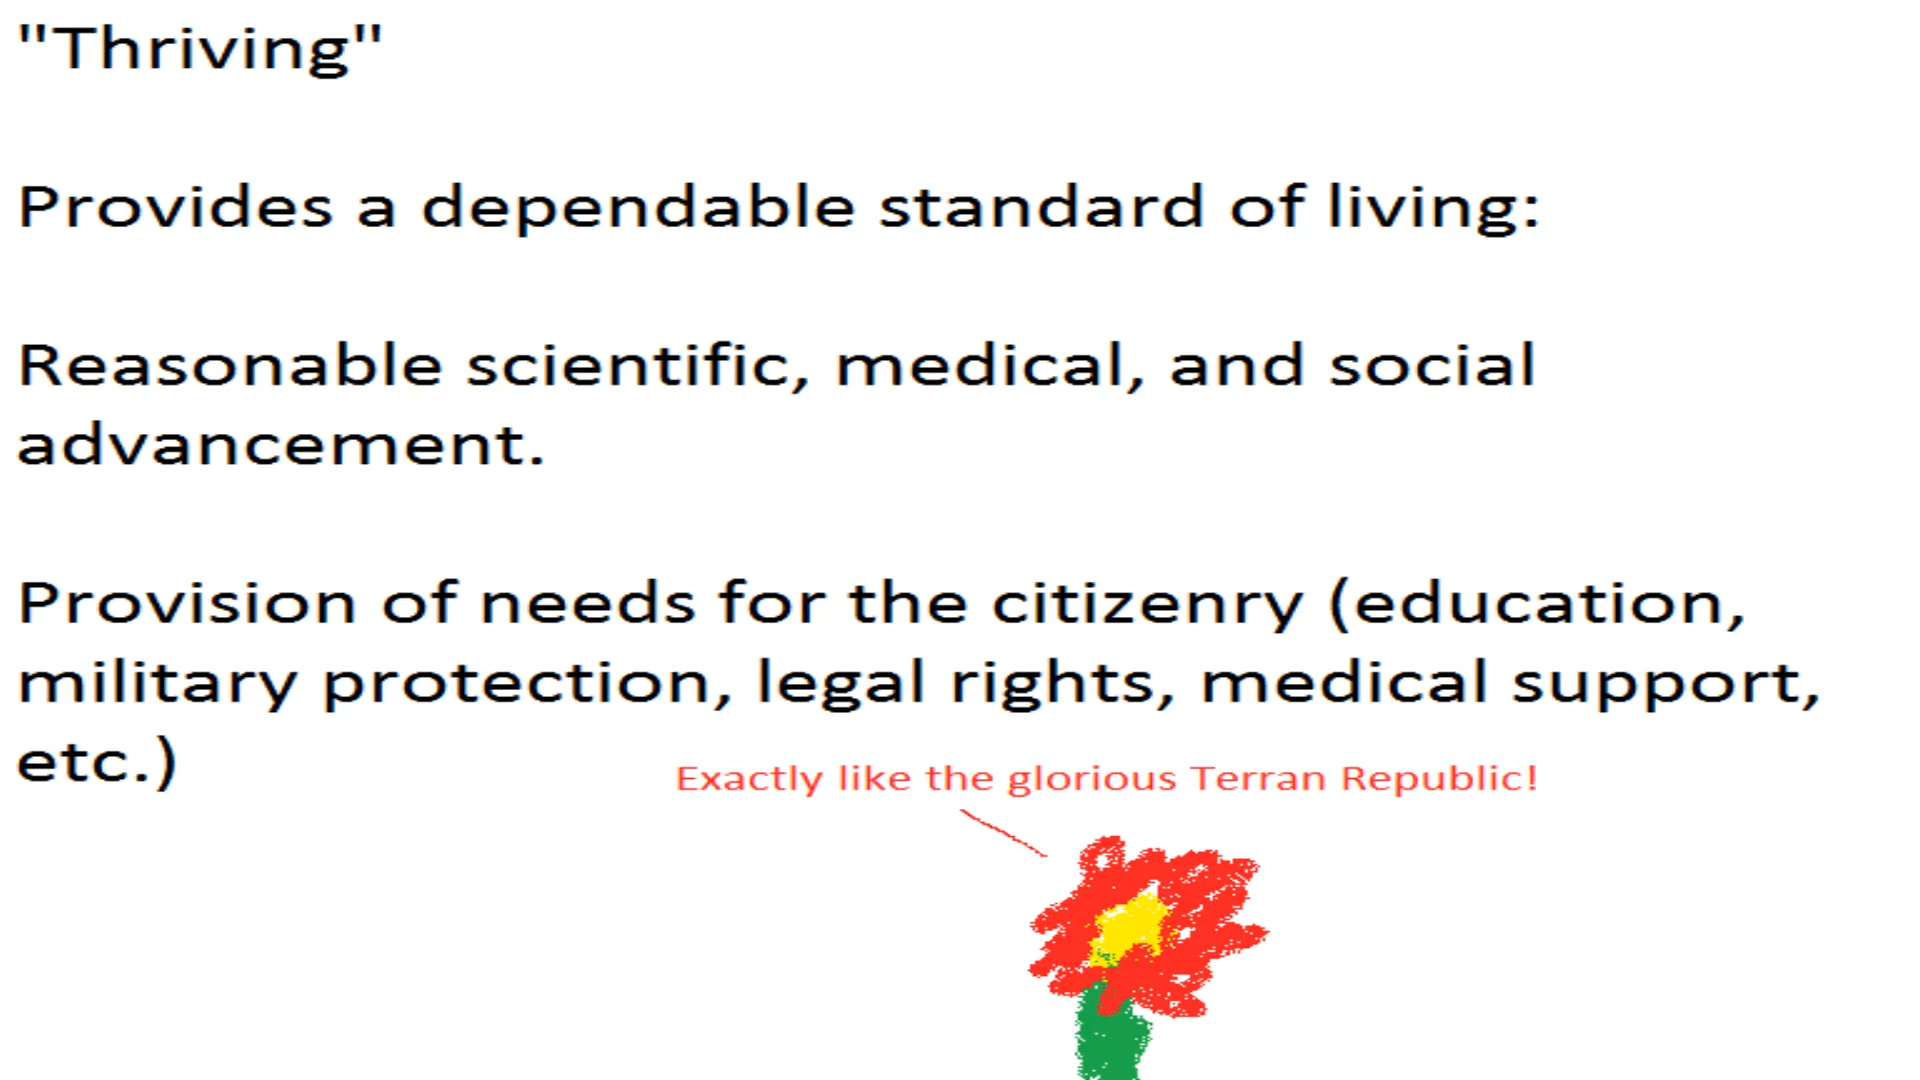 "Thriving"
Provides a dependable standard of living:
Reasonable scientific, medical, and social
advancement.
Provision of needs for the citizenry (education,
military protection, legal rights, medical support,
etc.)
Exactly like the glorious Terran Republic!